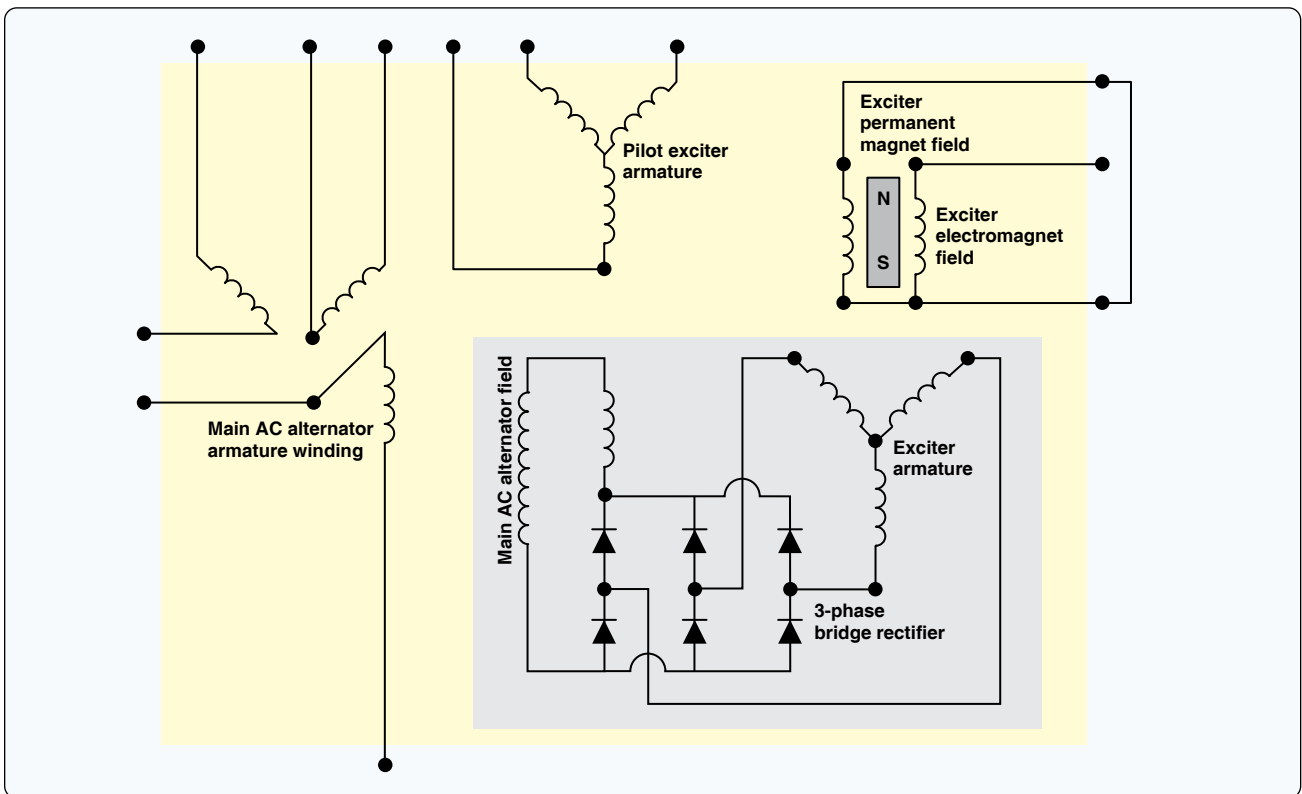 Exciter
permanent
magnet field
Pilot exciter
armature
N
S
Exciter
electromagnet
field
Main AC alternator
armature winding
Main AC alternator field
Exciter
armature
3-phase
bridge rectifier